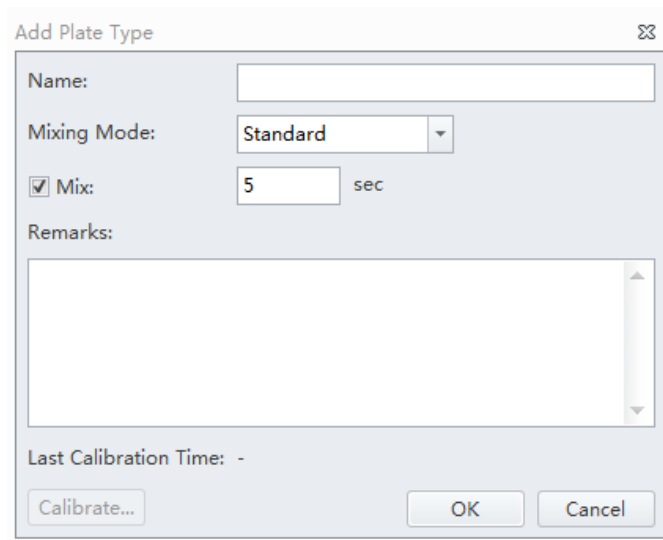 Add Plate Type
Name:
Mixing Mode: Standard
Mix: 5 sec
Remarks:
Last Calibration Time: -
Calibrate... OK Cancel